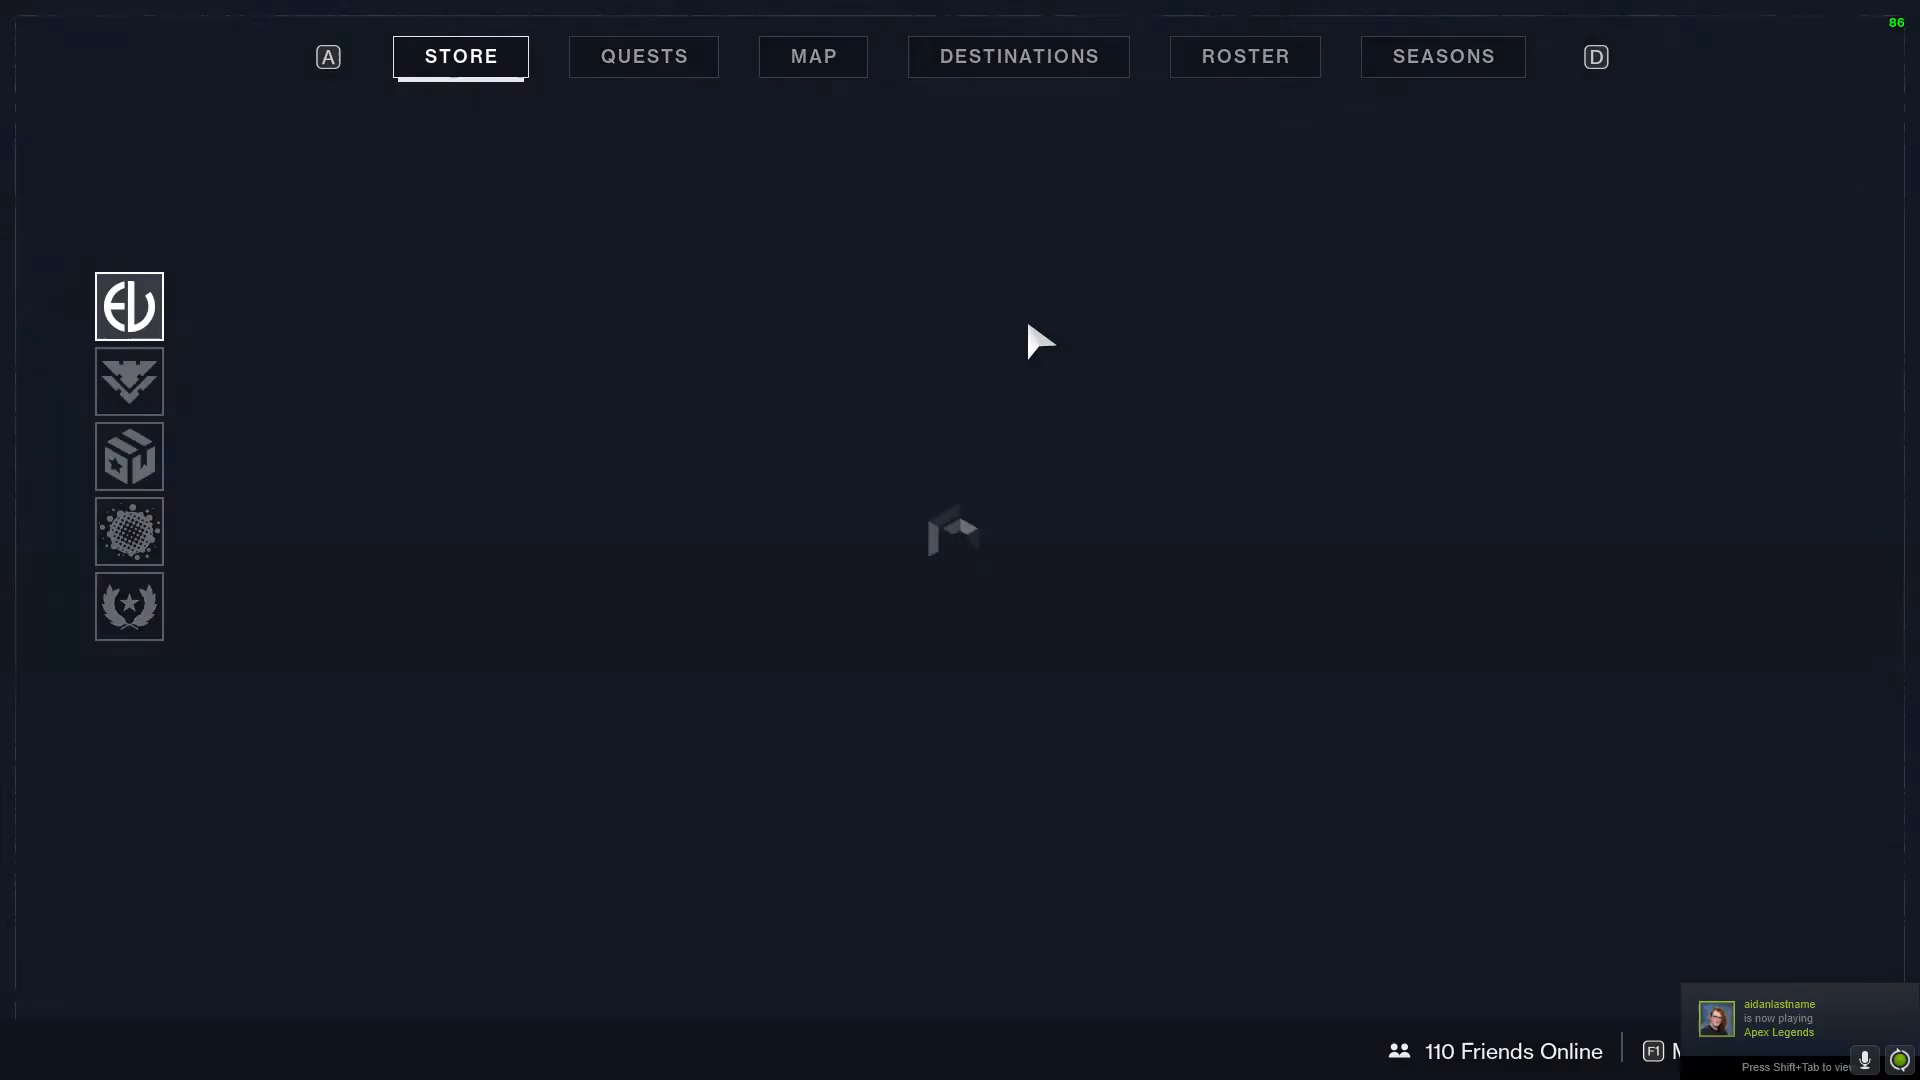 86
A STORE QUESTS MAP DESTINATIONS ROSTER SEASONS D
aidanlastname
is now playing
Apex Legends
110 Friends Online F1
Press Shift+Tab to view